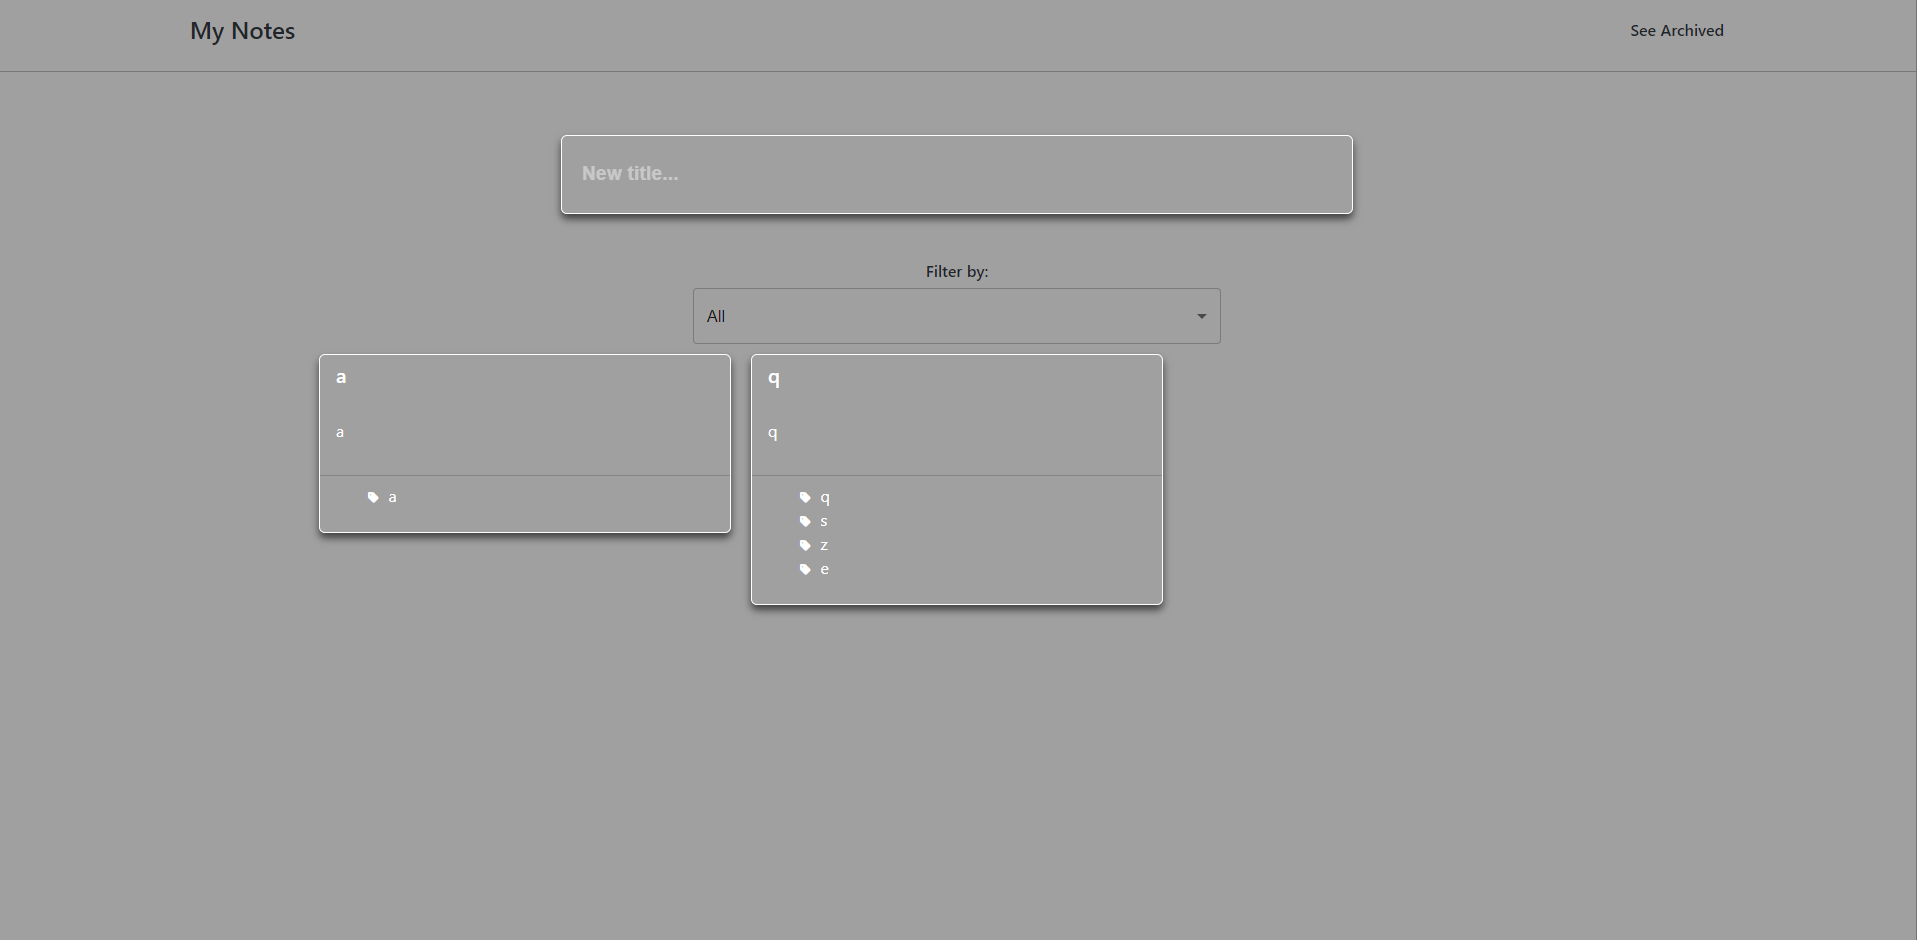 My Notes
See Archived
New title...
Filter by:
All
a
a
a
q
q
q
s
z
e